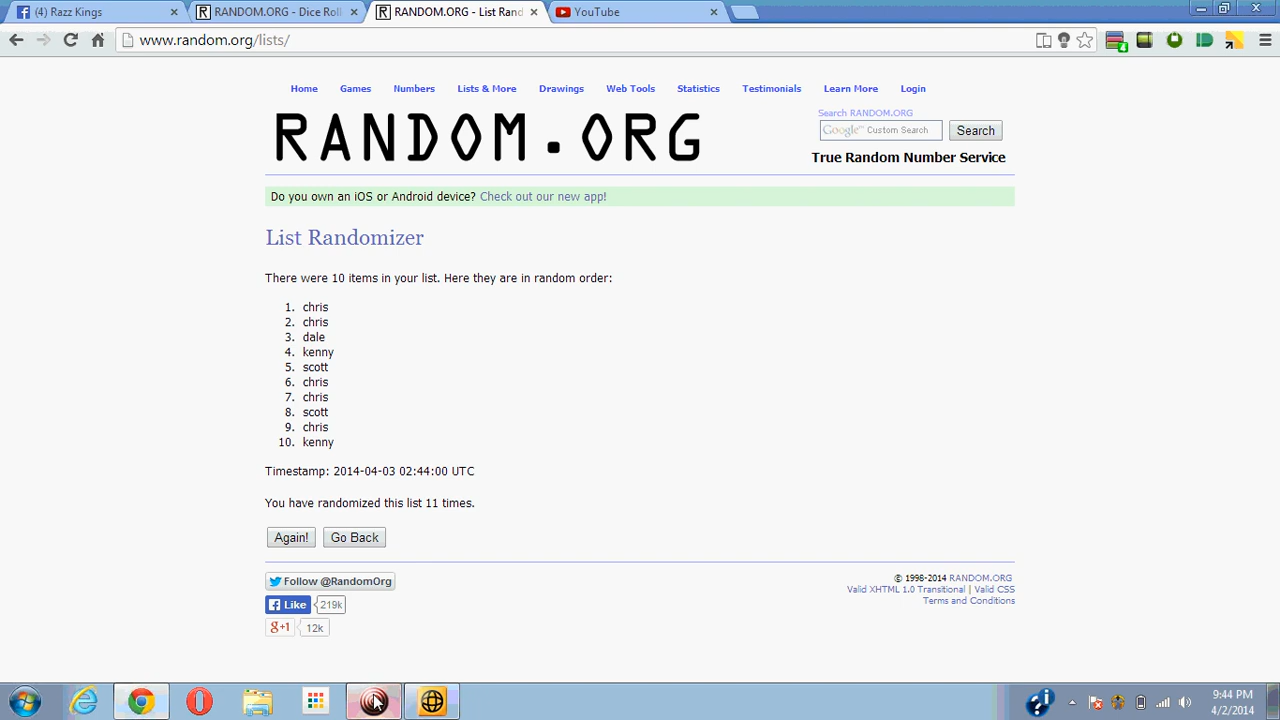 (4) Razz Kings
RANDOM.ORG - Dice Roll
RANDOM.ORG - List Rand
YouTube
www.random.org/lists/
4
Home Games Numbers Lists & More Drawings Web Tools Statistics Testimonials Learn More Login
RANDOM.ORG
Search RANDOM.ORG
Google™ Custom Search
Search
True Random Number Service
Do you own an iOS or Android device? Check out our new app!
List Randomizer
There were 10 items in your list. Here they are in random order:
1. chris
2. chris
3. dale
4. kenny
5. scott
6. chris
7. chris
8. scott
9. chris
10. kenny
Timestamp: 2014-04-03 02:44:00 UTC
You have randomized this list 11 times.
Again! Go Back
Follow @RandomOrg
Like 219k
g+1 12k
© 1998-2014 RANDOM.ORG
Valid XHTML 1.0 Transitional | Valid CSS
Terms and Conditions
9:44 PM
4/2/2014